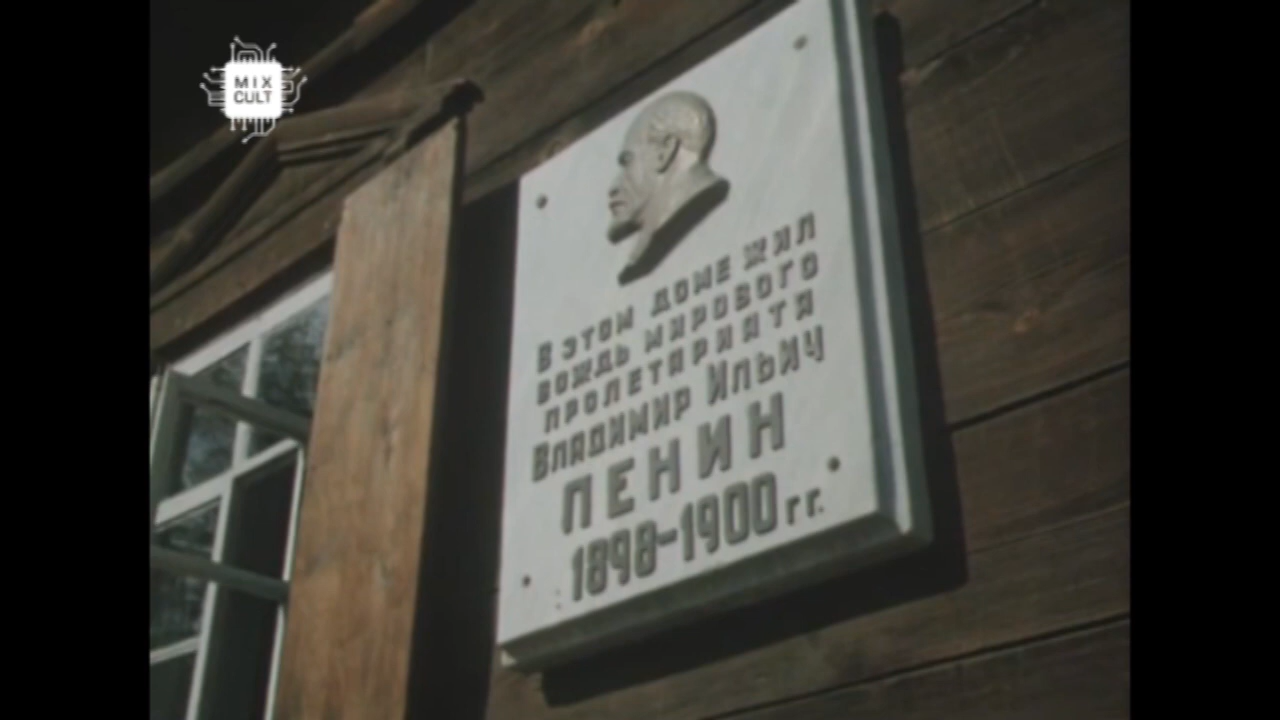 MIX
CULT
В этом доме жил
вождь мирового
пролетариата
Владимир Ильич
ЛЕНИН
1898-1900 гг.